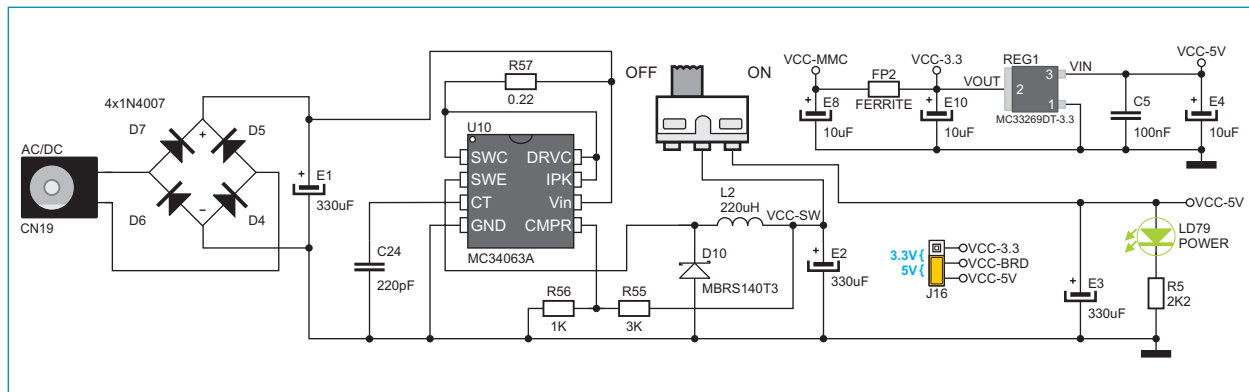 4x1N4007
D7
D5
AC/DC
CN19
D6
D4
+
−
+
E1
330uF
R57
0.22
U10
SWC
SWE
CT
GND
DRVC
IPK
Vin
CMPR
MC34063A
C24
220pF
R56
1K
R55
3K
D10
MBRS140T3
L2
220uH
VCC-SW
+
E2
330uF
OFF
ON
VCC-MMC
FP2
FERRITE
VCC-3.3
+
E8
10uF
+
E10
10uF
VOUT
REG1
VIN
3
2
1
MC33269DT-3.3
C5
100nF
VCC-5V
+
E4
10uF
3.3V{
5V{
VCC-3.3
VCC-BRD
VCC-5V
J16
+
E3
330uF
VCC-5V
LD79
POWER
R5
2K2